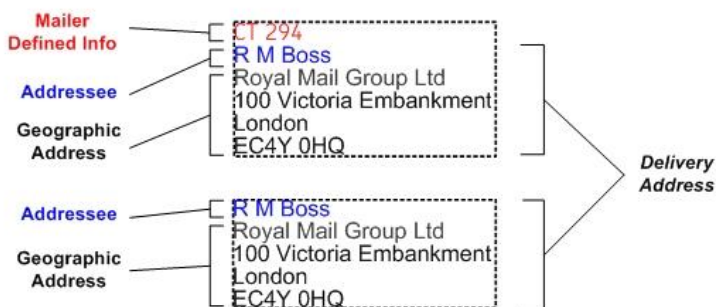 Mailer
Defined Info
CT 294
R M Boss
Addressee
Royal Mail Group Ltd
100 Victoria Embankment
Geographic
Address
London
EC4Y 0HQ
Delivery
Address
Addressee
R M Boss
Royal Mail Group Ltd
100 Victoria Embankment
Geographic
Address
London
EC4Y 0HQ